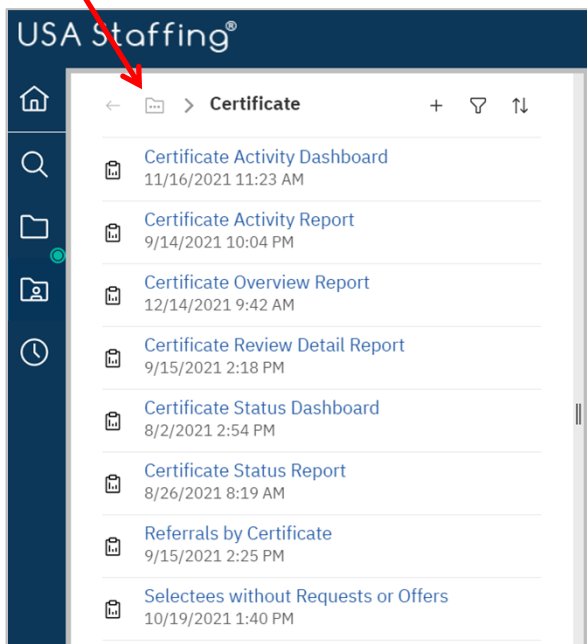 USA Staffing®
Certificate
Certificate Activity Dashboard
11/16/2021 11:23 AM
Certificate Activity Report
9/14/2021 10:04 PM
Certificate Overview Report
12/14/2021 9:42 AM
Certificate Review Detail Report
9/15/2021 2:18 PM
Certificate Status Dashboard
8/2/2021 2:54 PM
Certificate Status Report
8/26/2021 8:19 AM
Referrals by Certificate
9/15/2021 2:25 PM
Selectees without Requests or Offers
10/19/2021 1:40 PM